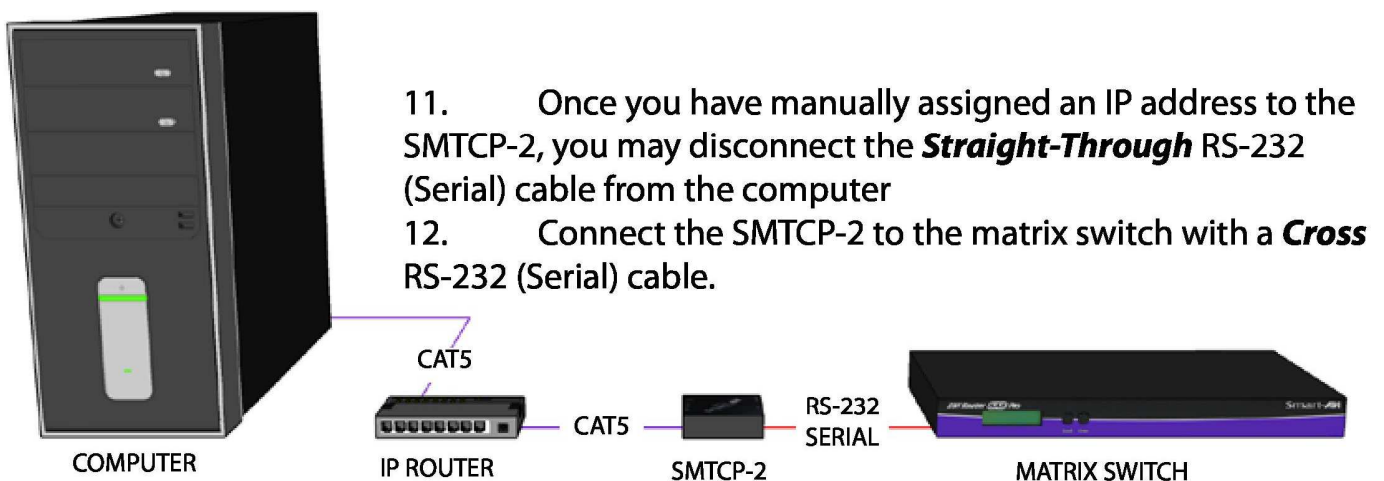 11. Once you have manually assigned an IP address to the
SMTCP-2, you may disconnect the Straight-Through RS-232
(Serial) cable from the computer
12. Connect the SMTCP-2 to the matrix switch with a Cross
RS-232 (Serial) cable.
CAT5
CAT5
RS-232
SERIAL
Smart-AVI
COMPUTER
IP ROUTER
SMTCP-2
MATRIX SWITCH